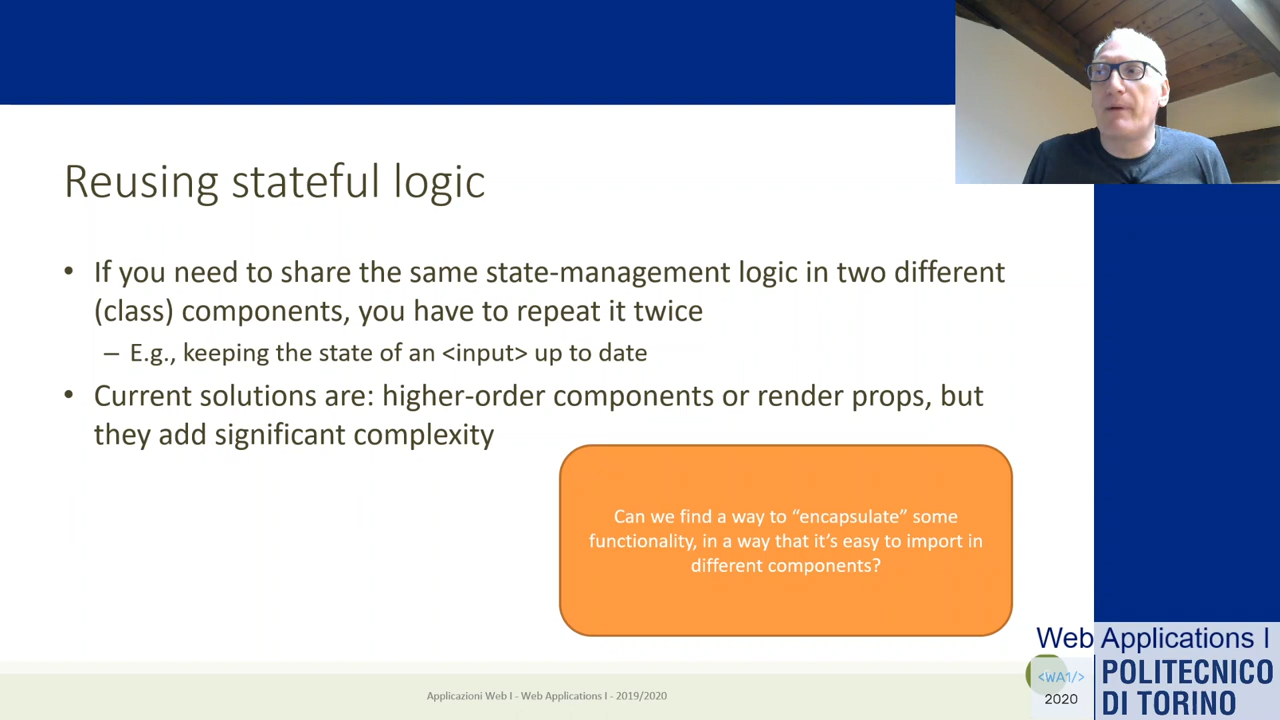 Reusing stateful logic
• If you need to share the same state-management logic in two different
(class) components, you have to repeat it twice
– E.g., keeping the state of an <input> up to date
• Current solutions are: higher-order components or render props, but
they add significant complexity
Can we find a way to “encapsulate” some
functionality, in a way that it’s easy to import in
different components?
Applicazioni Web I - Web Applications I - 2019/2020
Web Applications I
<WA1/>
2020
POLITECNICO
DI TORINO